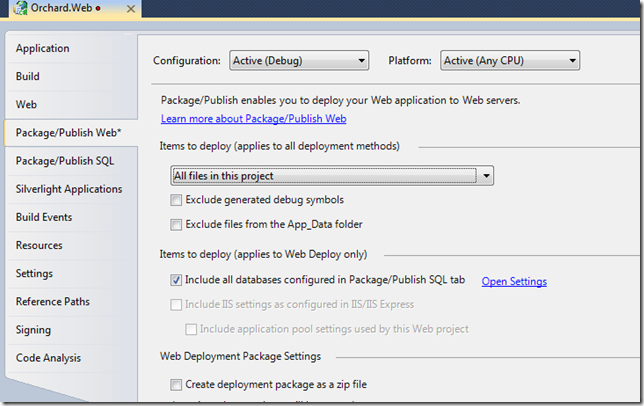 Orchard.Web
Application
Build
Web
Package/Publish Web*
Package/Publish SQL
Silverlight Applications
Build Events
Resources
Settings
Reference Paths
Signing
Code Analysis
Configuration: Active (Debug) Platform: Active (Any CPU)
Package/Publish enables you to deploy your Web application to Web servers.
Learn more about Package/Publish Web
Items to deploy (applies to all deployment methods)
All files in this project
Exclude generated debug symbols
Exclude files from the App_Data folder
Items to deploy (applies to Web Deploy only)
Include all databases configured in Package/Publish SQL tab Open Settings
Include IIS settings as configured in IIS/IIS Express
Include application pool settings used by this Web project
Web Deployment Package Settings
Create deployment package as a zip file